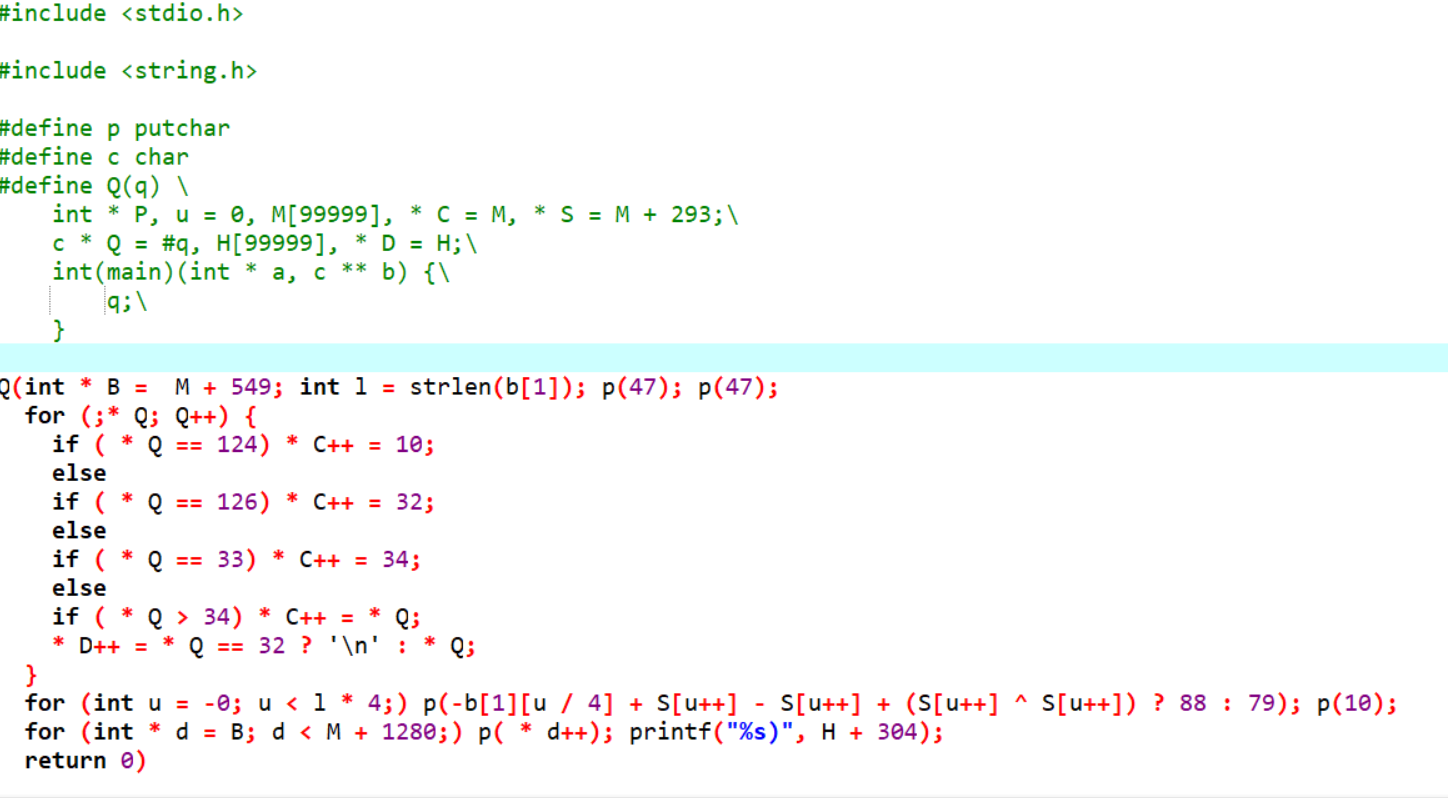 #include <stdio.h>
#include <string.h>
#define p putchar
#define c char
#define Q(q) \
int * P, u = 0, M[99999], * C = M, * S = M + 293;\
c * Q = #q, H[99999], * D = H;\
int(main)(int * a, c ** b) {\
q;\
}
Q(int * B =  M + 549; int l = strlen(b[1]); p(47); p(47);
for (;* Q; Q++) {
if ( * Q == 124) * C++ = 10;
else
if ( * Q == 126) * C++ = 32;
else
if ( * Q == 33) * C++ = 34;
else
if ( * Q > 34) * C++ = * Q;
* D++ = * Q == 32 ? '\n' : * Q;
}
for (int u = -0; u < l * 4;) p(-b[1][u / 4] + S[u++] - S[u++] + (S[u++] ^ S[u++]) ? 88 : 79); p(10);
for (int * d = B; d < M + 1280;) p( * d++); printf("%s)", H + 304);
return 0)